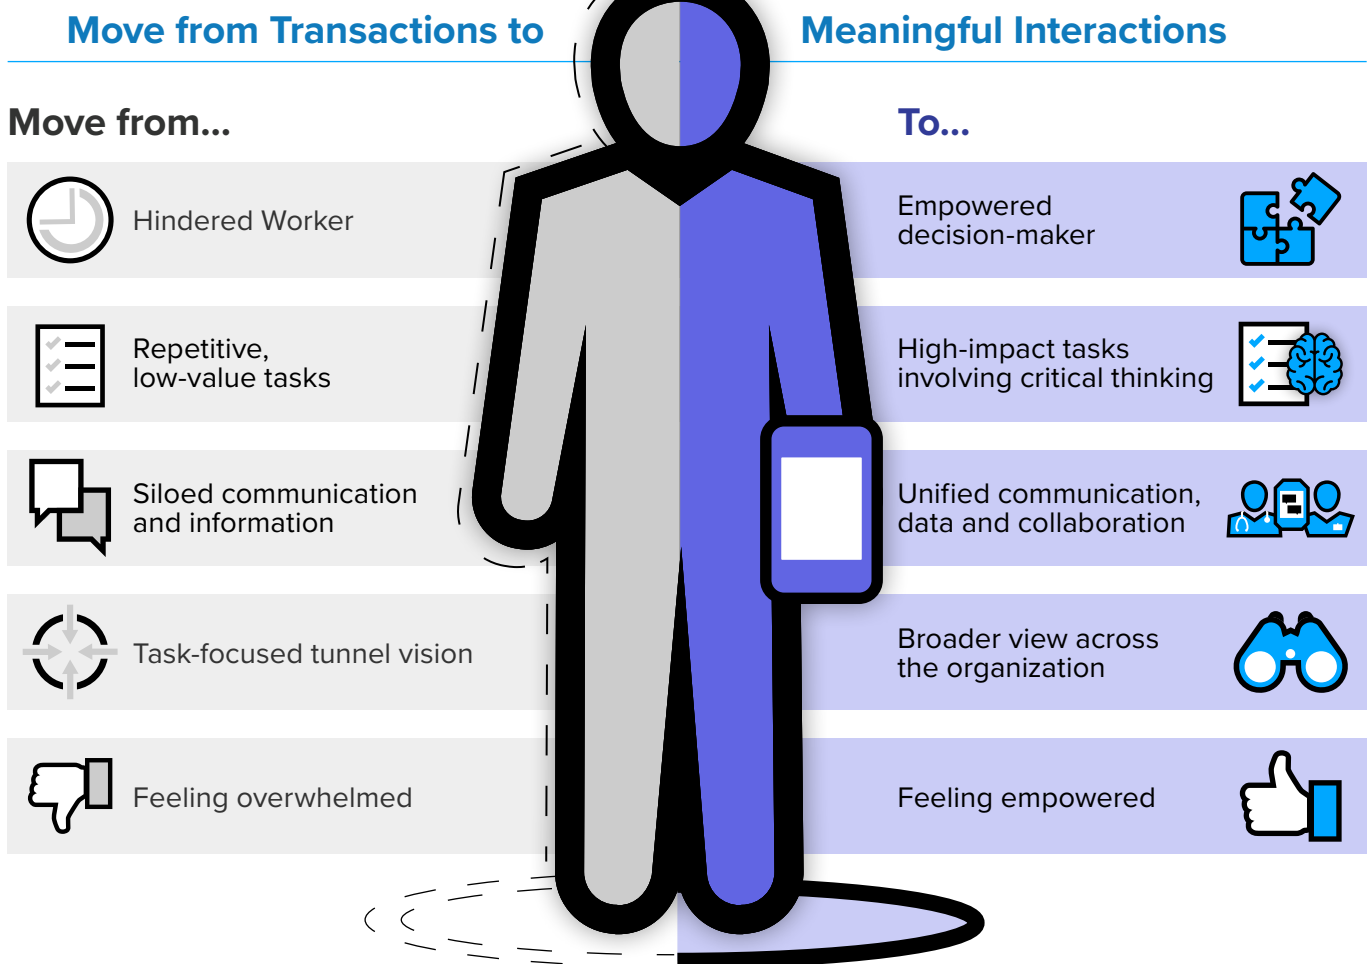 Move from Transactions to
Meaningful Interactions
Move from...
To...
Hindered Worker
Empowered
decision-maker
Repetitive,
low-value tasks
High-impact tasks
involving critical thinking
Siloed communication
and information
Unified communication,
data and collaboration
Task-focused tunnel vision
Broader view across
the organization
Feeling overwhelmed
Feeling empowered